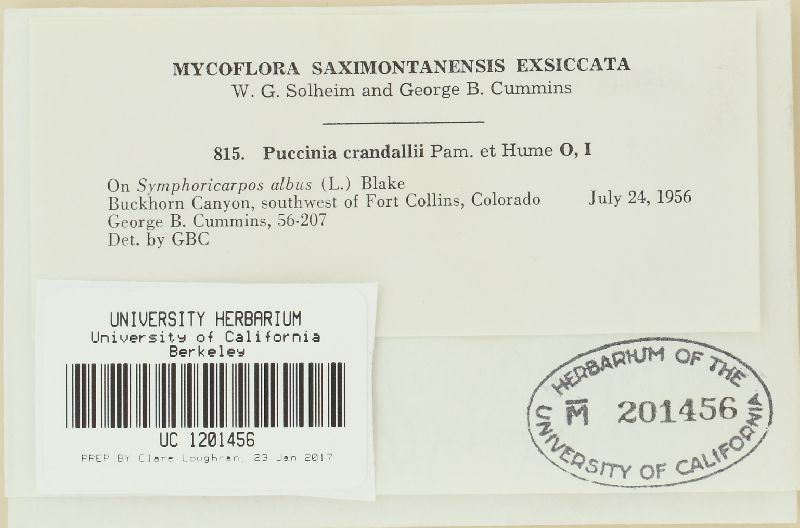 MYCOFLORA SAXIMONTANENSIS EXSICCATA
W. G. Solheim and George B. Cummins
815. Puccinia crandallii Pam. et Hume O, I
On Symphoricarpos albus (L.) Blake
Buckhorn Canyon, southwest of Fort Collins, Colorado July 24, 1956
George B. Cummins, 56-207
Det. by GBC
UNIVERSITY HERBARIUM
University of California
Berkeley
UC 1201456
PREP BY Clare Loughran, 23 Jan 2017
HERBARIUM OF THE
M̅ 201456
UNIVERSITY OF CALIFORNIA